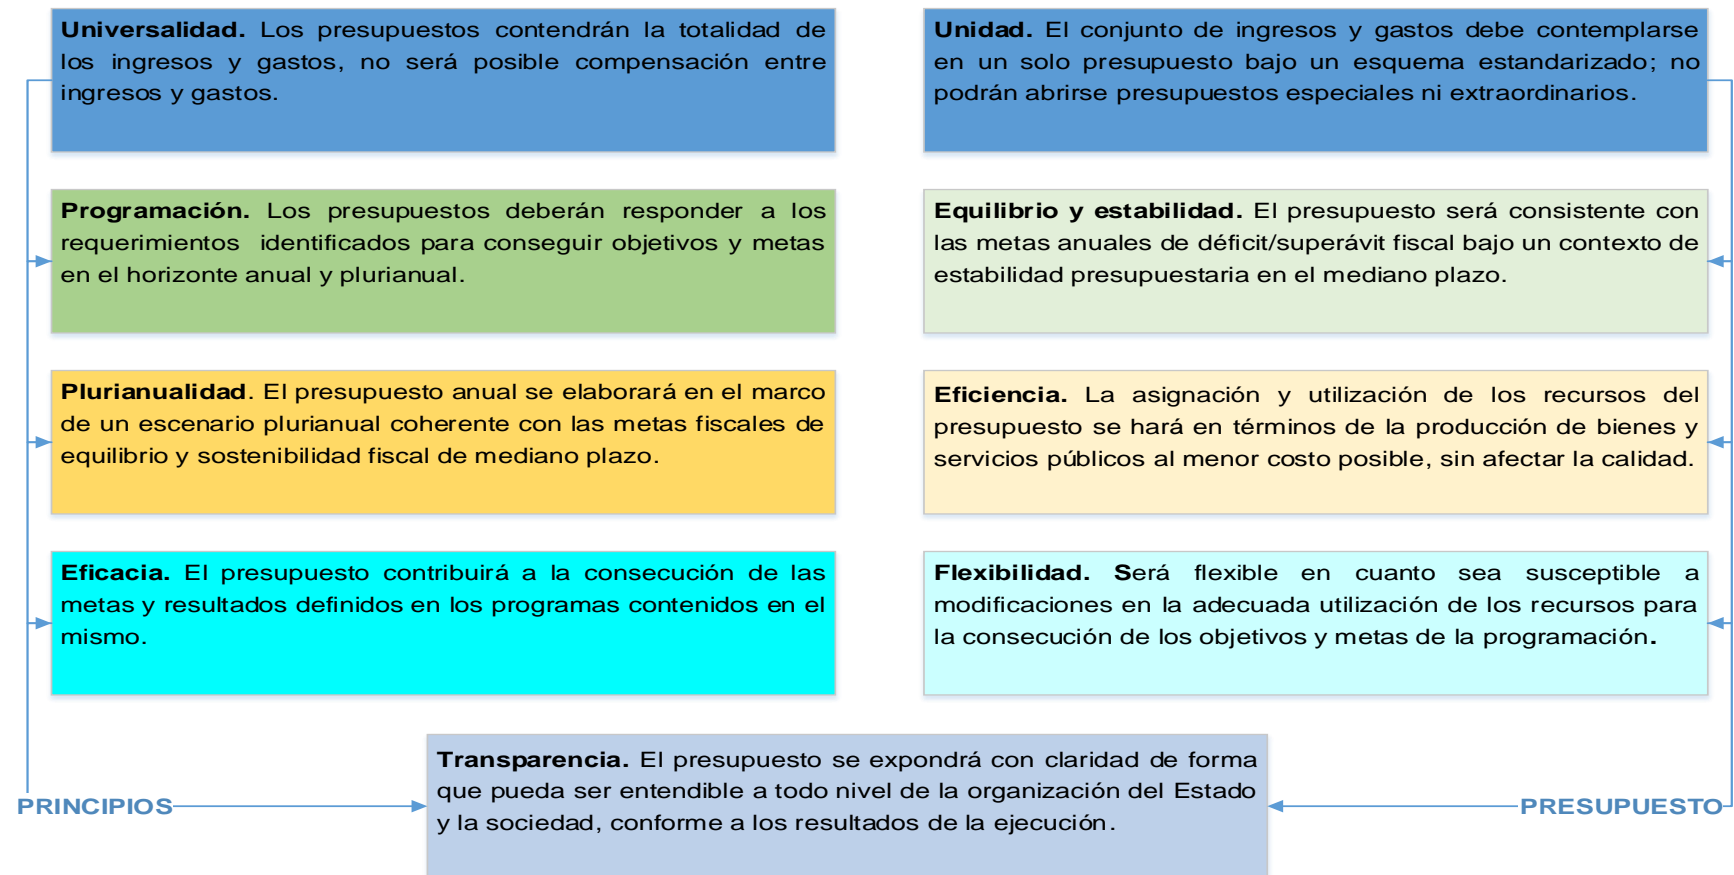 Universalidad. Los presupuestos contendrán la totalidad de
los ingresos y gastos, no será posible compensación entre
ingresos y gastos.
Unidad. El conjunto de ingresos y gastos debe contemplarse
en un solo presupuesto bajo un esquema estandarizado; no
podrán abrirse presupuestos especiales ni extraordinarios.
Programación. Los presupuestos deberán responder a los
requerimientos identificados para conseguir objetivos y metas
en el horizonte anual y plurianual.
Equilibrio y estabilidad. El presupuesto será consistente con
las metas anuales de déficit/superávit fiscal bajo un contexto de
estabilidad presupuestaria en el mediano plazo.
Plurianualidad. El presupuesto anual se elaborará en el marco
de un escenario plurianual coherente con las metas fiscales de
equilibrio y sostenibilidad fiscal de mediano plazo.
Eficiencia. La asignación y utilización de los recursos del
presupuesto se hará en términos de la producción de bienes y
servicios públicos al menor costo posible, sin afectar la calidad.
Eficacia. El presupuesto contribuirá a la consecución de las
metas y resultados definidos en los programas contenidos en el
mismo.
Flexibilidad. Será flexible en cuanto sea susceptible a
modificaciones en la adecuada utilización de los recursos para
la consecución de los objetivos y metas de la programación.
Transparencia. El presupuesto se expondrá con claridad de forma
que pueda ser entendible a todo nivel de la organización del Estado
y la sociedad, conforme a los resultados de la ejecución.
PRINCIPIOS
PRESUPUESTO